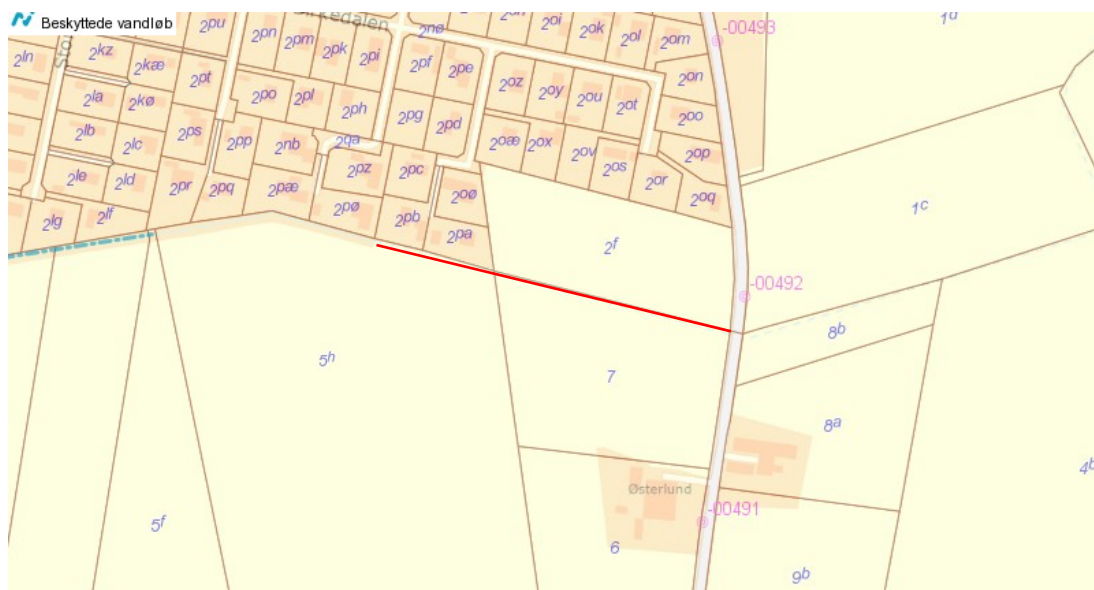 Beskyttede vandløb
2pu
2pn
2pm
2pk
2pi
2nø
2oi
2ok
2ol
2om
-00493
1d
2ln
2kz
2kæ
2pt
2pf
2pe
2oz
2oy
2ou
2ot
2on
2la
2kø
2po
2pl
2ph
2pg
2pd
2oo
2lb
2lc
2ps
2pp
2nb
2qa
2oæ
2ox
2ov
2os
2op
2le
2ld
2pr
2pq
2pæ
2pz
2pc
2oø
2or
2oq
1c
2lg
2lf
2pø
2pb
2pa
2f
-00492
8b
5h
7
8a
4b
Østerlund
-00491
5f
6
9b